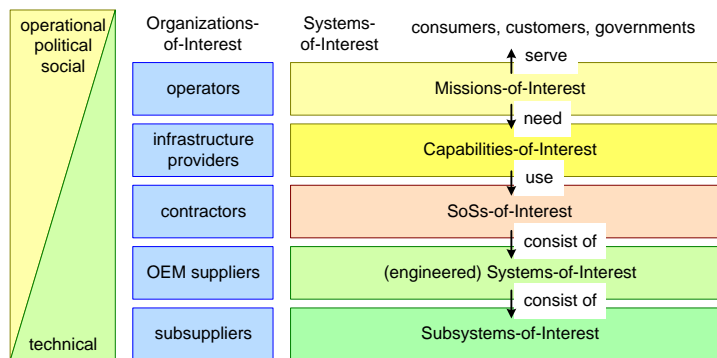 operational
political
social
technical
Organizations-
of-Interest
Systems-
of-Interest
consumers, customers, governments
serve
operators
Missions-of-Interest
need
infrastructure
providers
Capabilities-of-Interest
use
contractors
SoSs-of-Interest
consist of
OEM suppliers
(engineered) Systems-of-Interest
consist of
subsuppliers
Subsystems-of-Interest